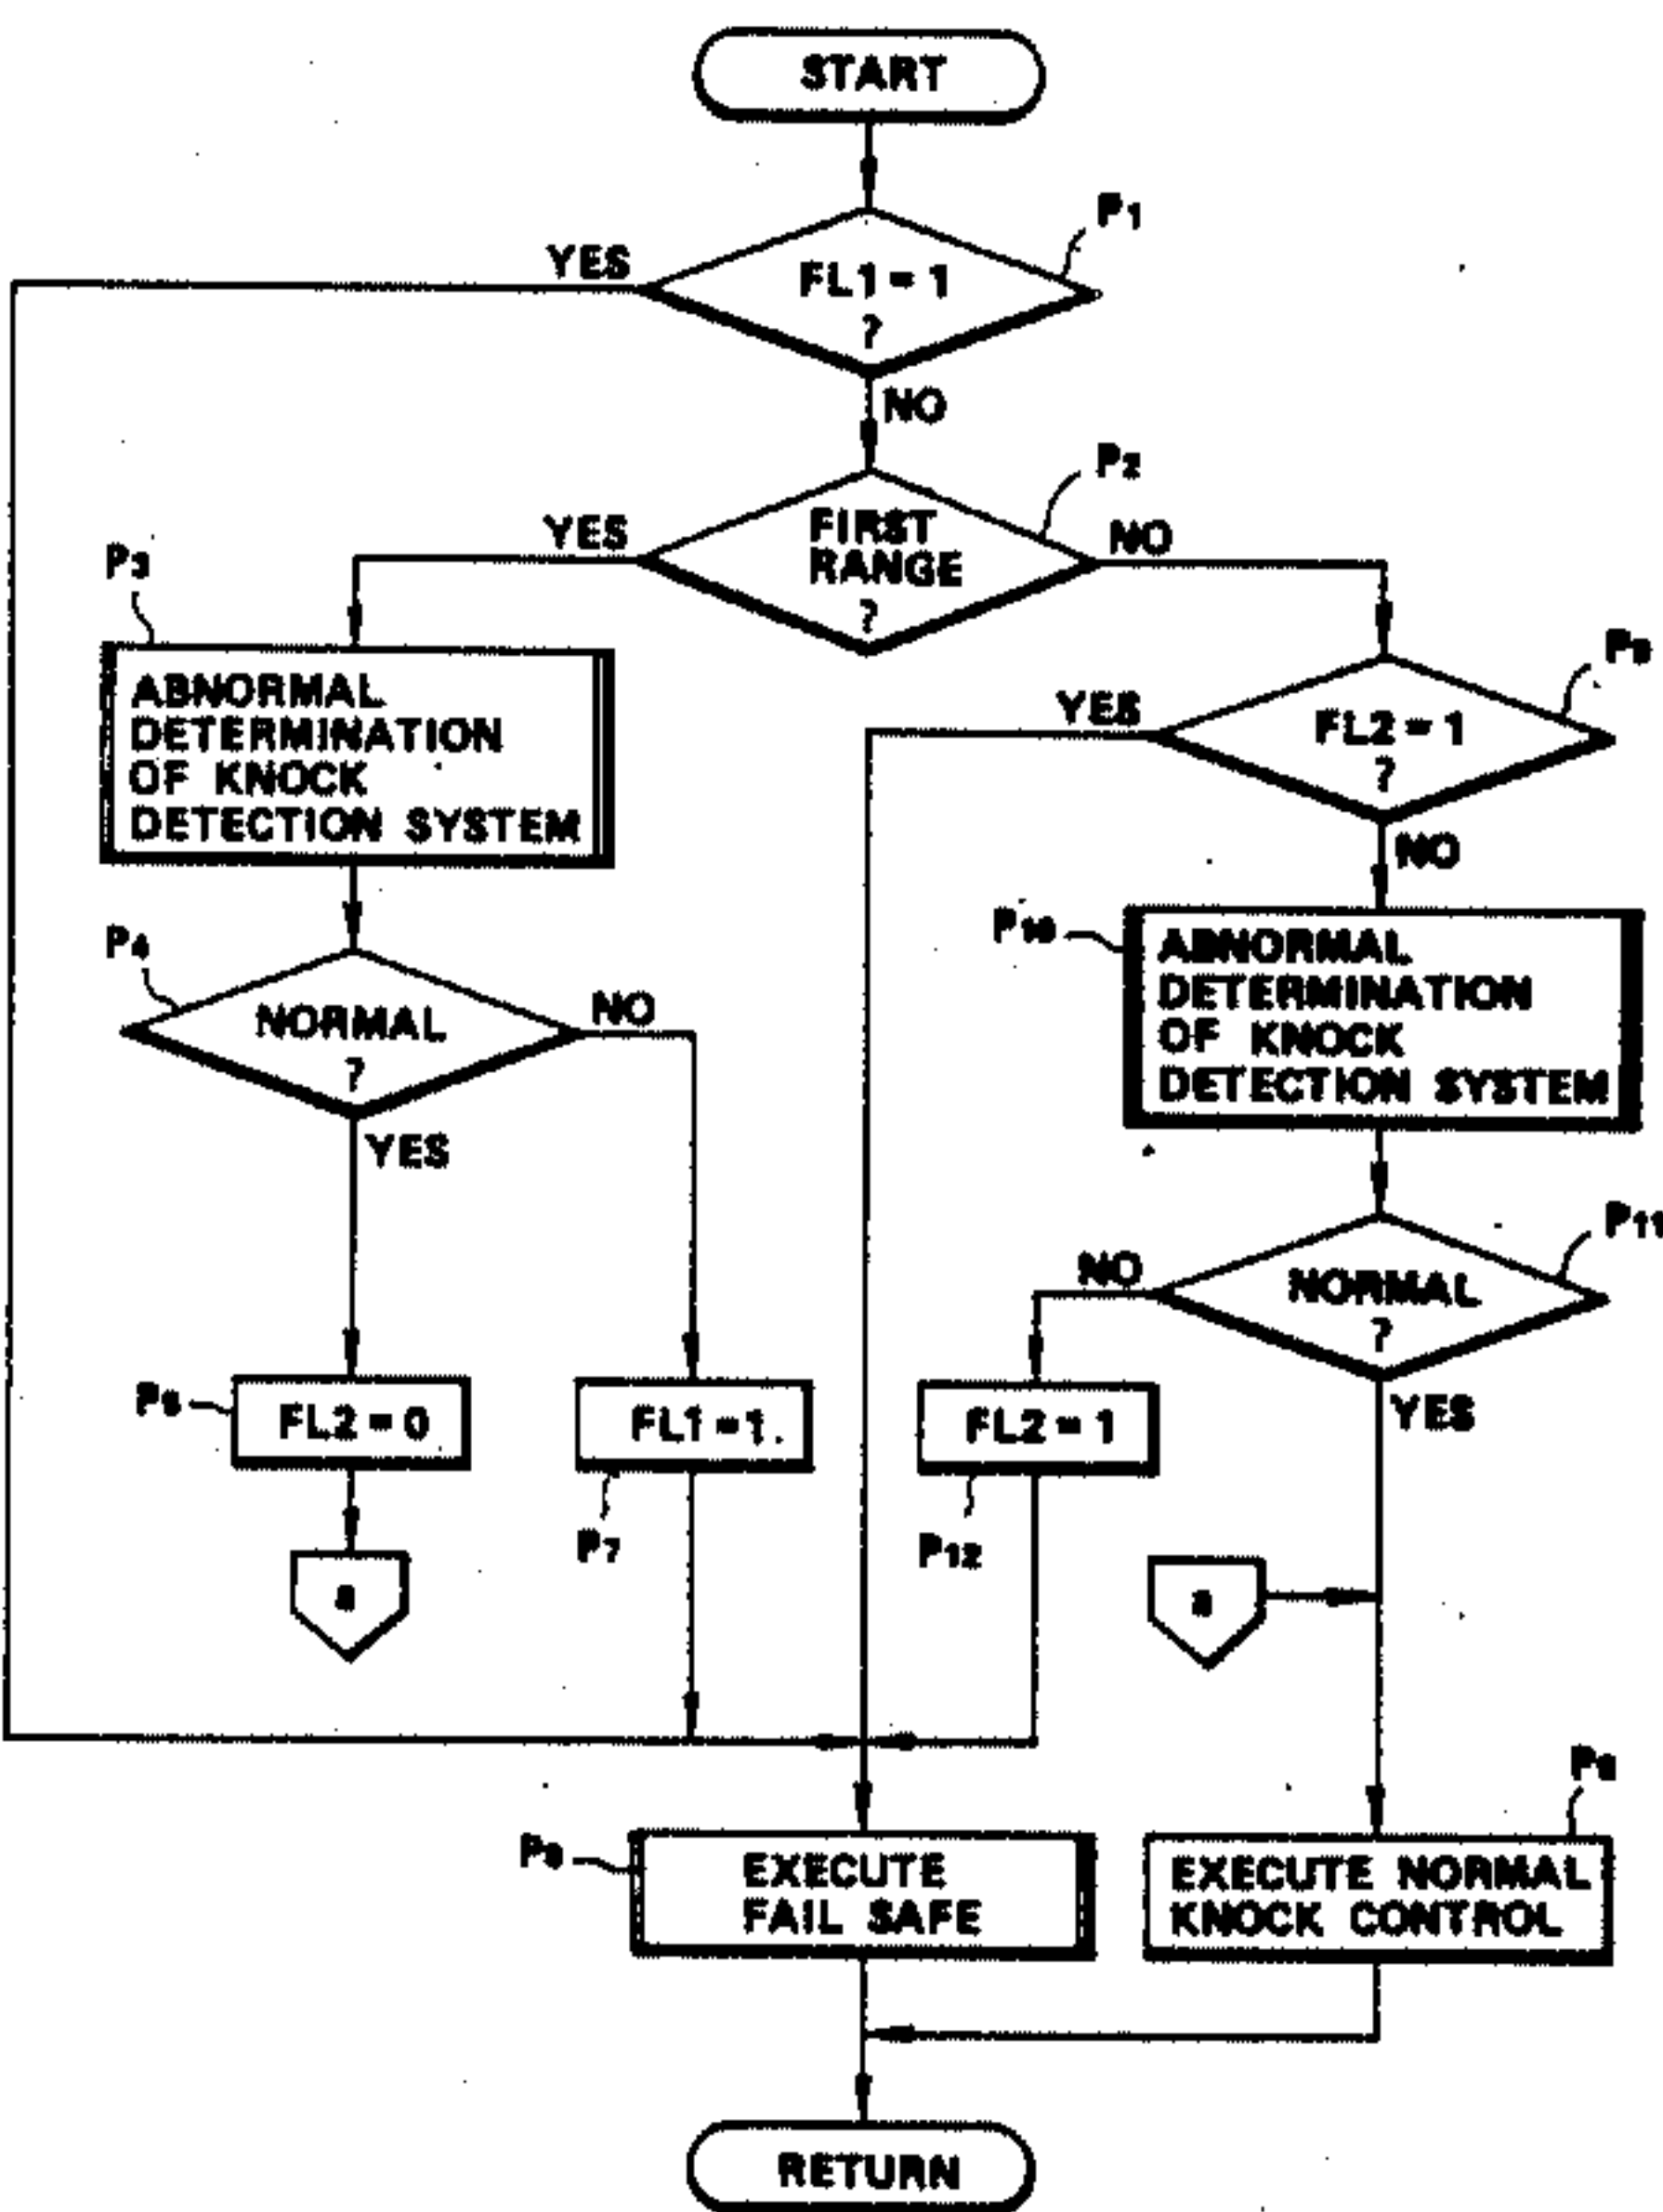 START
P1
YES
FL1 = 1
?
NO
P2
YES
FIRST
RANGE
?
NO
P3
ABNORMAL
DETERMINATION
OF KNOCK
DETECTION SYSTEM
YES
FL2 = 1
?
NO
P10
ABNORMAL
DETERMINATION
OF KNOCK
DETECTION SYSTEM
P4
NORMAL
?
NO
YES
P11
NO
NORMAL
?
YES
FL2 = 0
FL1 = 1.
P7
FL2 = 1
P12
a
a
EXECUTE
FAIL SAFE
EXECUTE NORMAL
KNOCK CONTROL
RETURN